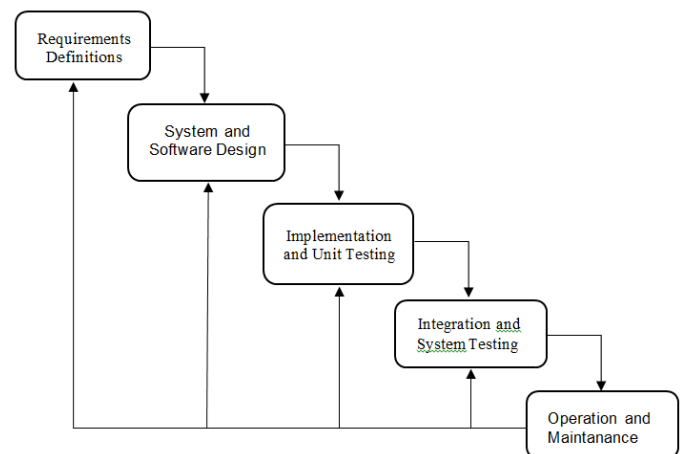 Requirements
Definitions
System and
Software Design
Implementation
and Unit Testing
Integration and
System Testing
Operation and
Maintanance